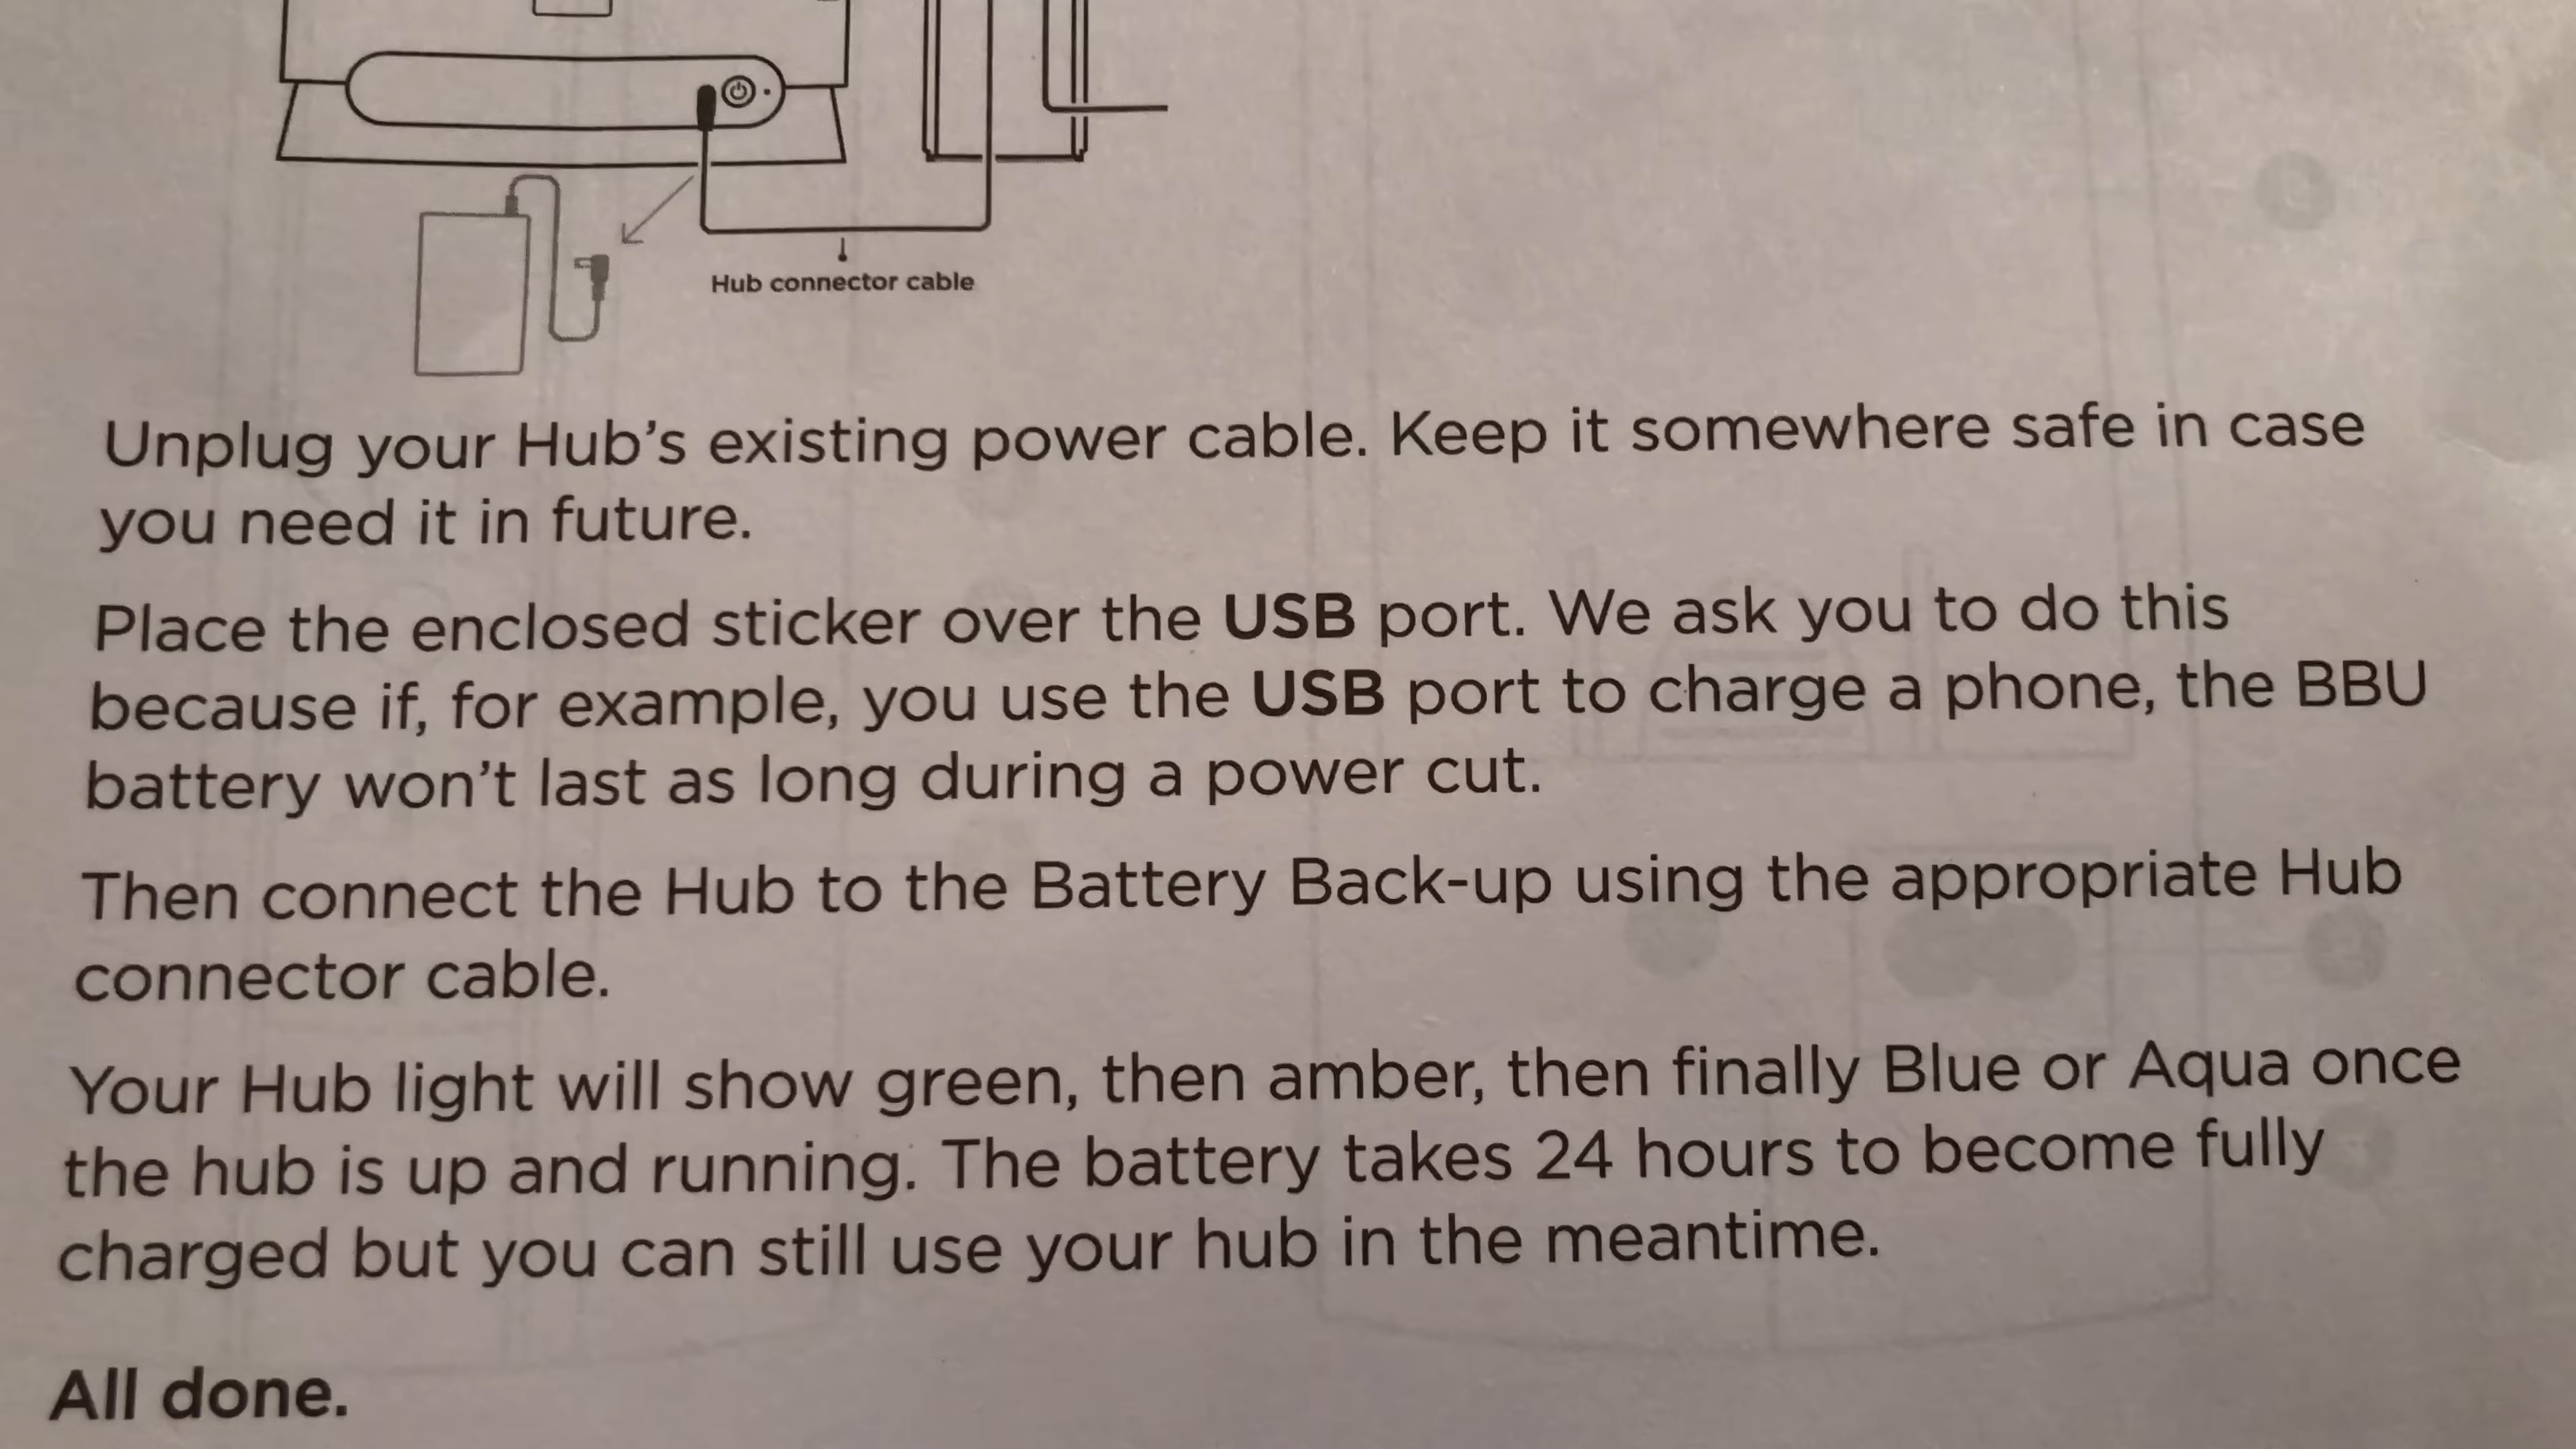 Hub connector cable
Unplug your Hub's existing power cable. Keep it somewhere safe in case
you need it in future.
Place the enclosed sticker over the USB port. We ask you to do this
because if, for example, you use the USB port to charge a phone, the BBU
battery won't last as long during a power cut.
Then connect the Hub to the Battery Back-up using the appropriate Hub
connector cable.
Your Hub light will show green, then amber, then finally Blue or Aqua once
the hub is up and running. The battery takes 24 hours to become fully
charged but you can still use your hub in the meantime.
All done.